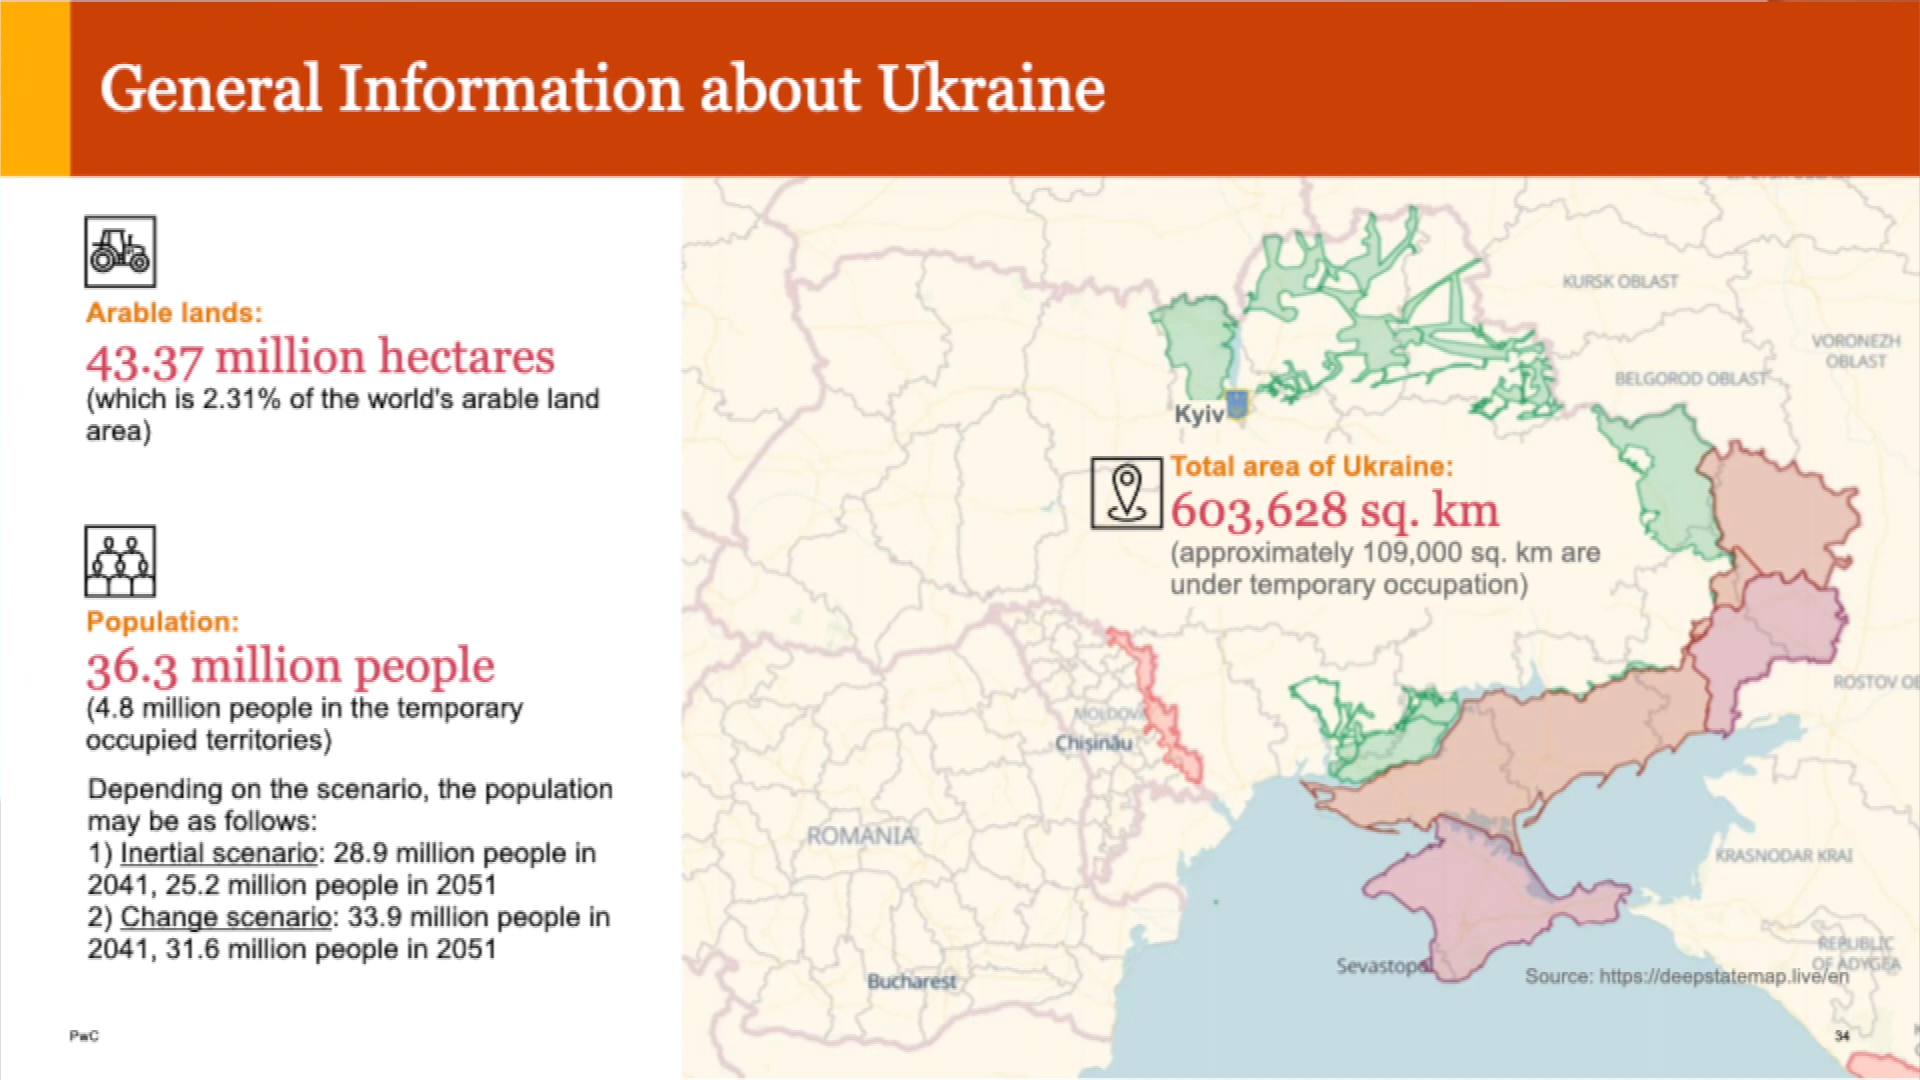 General Information about Ukraine
Arable lands:
43.37 million hectares
(which is 2.31% of the world's arable land
area)
Population:
36.3 million people
(4.8 million people in the temporary
occupied territories)
Depending on the scenario, the population
may be as follows:
1) Inertial scenario: 28.9 million people in
2041, 25.2 million people in 2051
2) Change scenario: 33.9 million people in
2041, 31.6 million people in 2051
PwC
KURSK OBLAST
VORONEZH
OBLAST
BELGOROD OBLAST
Kyiv
Total area of Ukraine:
603,628 sq. km
(approximately 109,000 sq. km are
under temporary occupation)
ROSTOV OB
MOLDOVA
Chișinău
ROMANIA
KRASNODAR KRAI
REPUBLIC
OF ADYGEA
Sevastopol
Source: https://deepstatemap.live/en
Bucharest
34